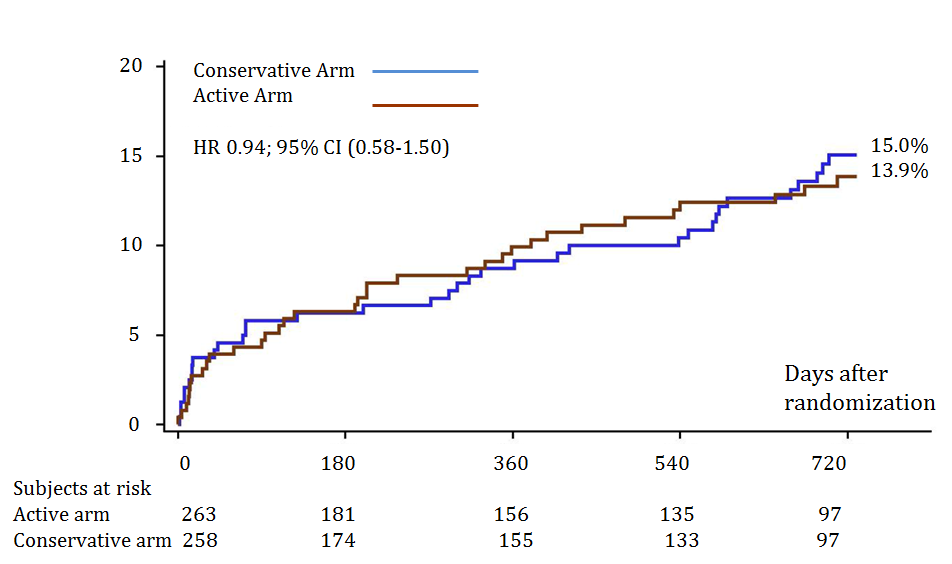 20
Conservative Arm
Active Arm
HR 0.94; 95% CI (0.58-1.50)
15
15.0%
13.9%
10
5
Days after
randomization
0
0 180 360 540 720
Subjects at risk
Active arm 263 181 156 135 97
Conservative arm 258 174 155 133 97